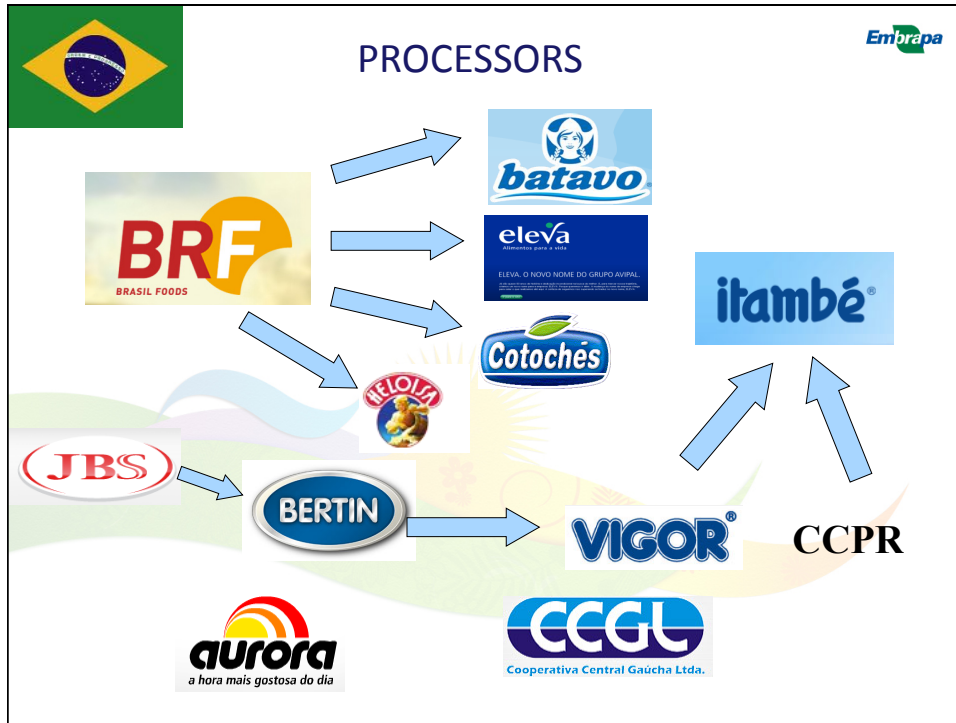 PROCESSORS
Embrapa
batavo
BRF
BRASIL FOODS
eleva
Alimentos para a vida
ELEVA. O NOVO NOME DO GRUPO AVIPAL.
itambé®
Cotochés
HELOISA
JBS
BERTIN
VIGOR®
CCPR
aurora
a hora mais gostosa do dia
CCGL
Cooperativa Central Gaúcha Ltda.